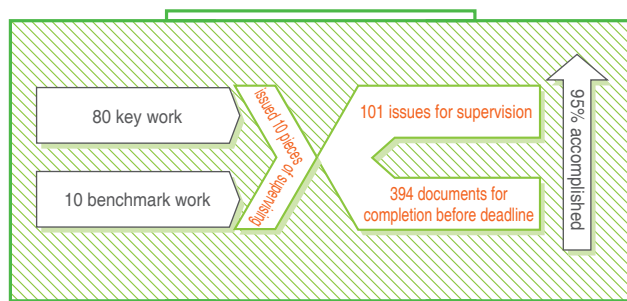 80 key work
10 benchmark work
issued 10 pieces of supervising
101 issues for supervision
394 documents for
completion before deadline
95% accomplished